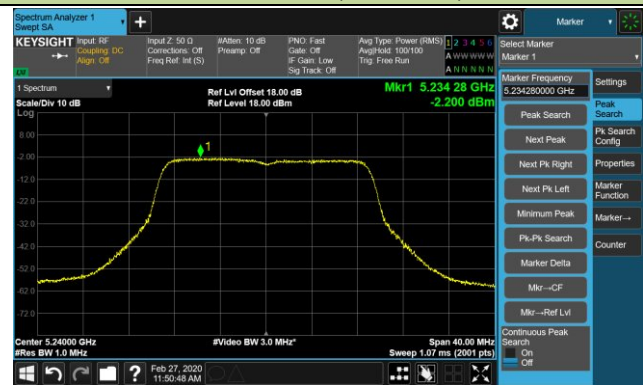 Spectrum Analyzer 1
Swept SA
Marker
KEYSIGHT
Input: RF
Coupling: DC
Align: Off
Input Z: 50 Ω
Corrections: Off
Freq Ref: Int (S)
#Atten: 10 dB
Preamp: Off
PNO: Fast
Gate: Off
IF Gain: Low
Sig Track: Off
Avg Type: Power (RMS)
Avg|Hold: 100/100
Trig: Free Run
1 2 3 4 5 6
A W W W W W
A N N N N N
Select Marker
Marker 1
1 Spectrum
Scale/Div 10 dB
Log
Ref Lvl Offset 18.00 dB
Ref Level 18.00 dBm
Mkr1 5.234 28 GHz
-2.200 dBm
8.00
-2.00
-12.0
-22.0
-32.0
-42.0
-52.0
-62.0
-72.0
1
Center 5.24000 GHz
#Res BW 1.0 MHz
#Video BW 3.0 MHz*
Span 40.00 MHz
Sweep 1.07 ms (2001 pts)
Marker Frequency
5.234280000 GHz
Peak Search
Next Peak
Next Pk Right
Next Pk Left
Minimum Peak
Pk-Pk Search
Marker Delta
Mkr→CF
Mkr→Ref Lvl
Continuous Peak
Search
On
Off
Settings
Peak
Search
Pk Search
Config
Properties
Marker
Function
Marker→
Counter
?
Feb 27, 2020
11:50:48 AM